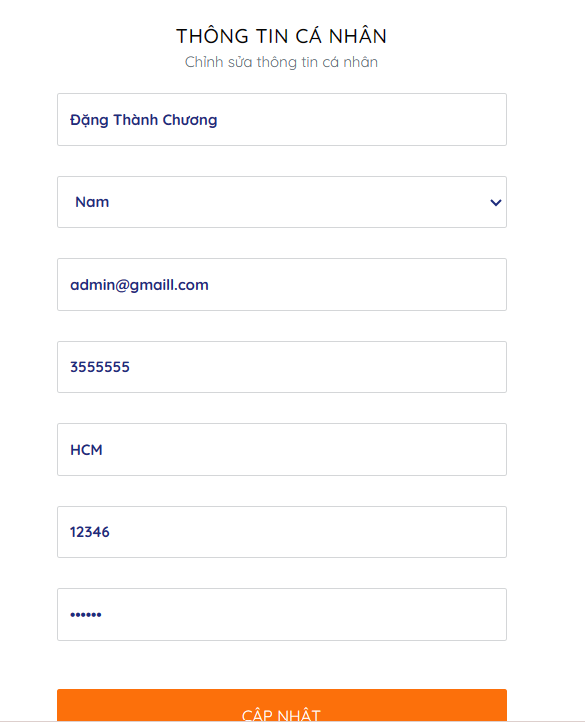 THÔNG TIN CÁ NHÂN
Chỉnh sửa thông tin cá nhân
Đặng Thành Chương
Nam
admin@gmaill.com
3555555
HCM
12346
••••••
CẬP NHẬT